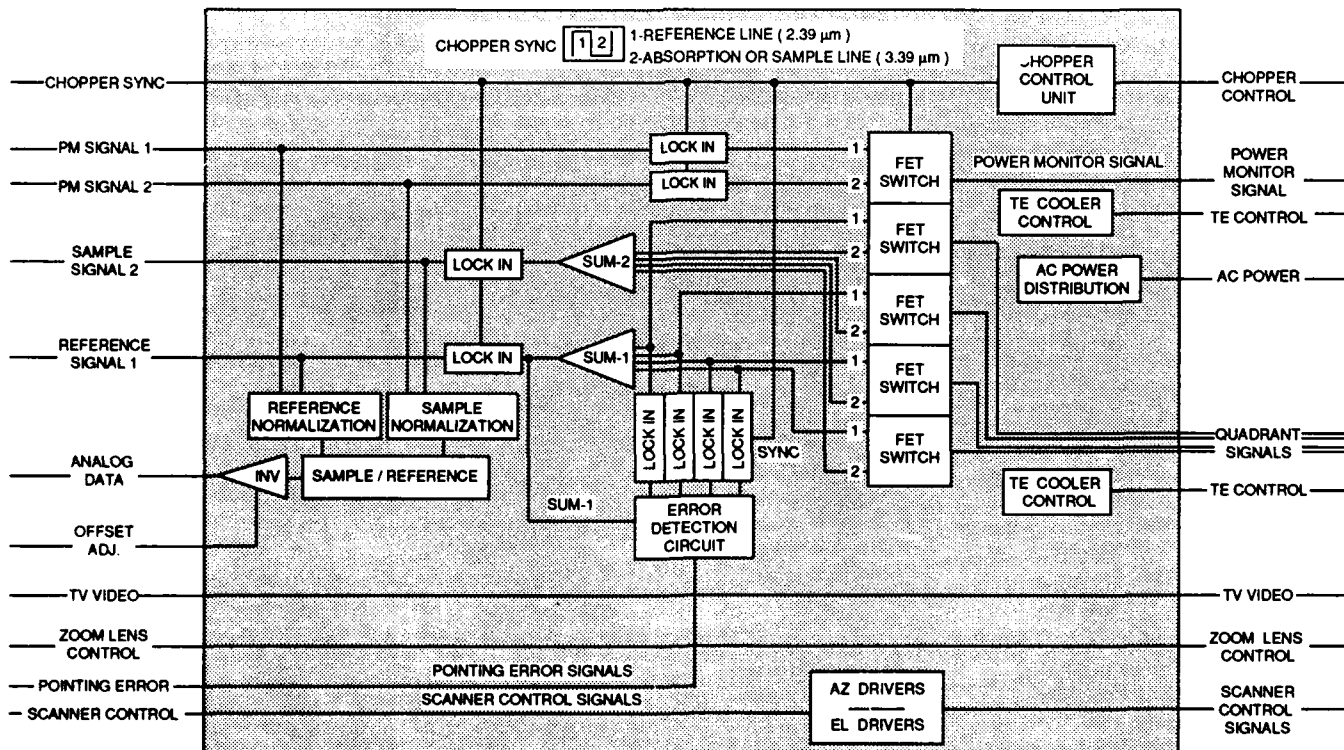 CHOPPER SYNC
1 2
1-REFERENCE LINE ( 2.39 μm )
2-ABSORPTION OR SAMPLE LINE ( 3.39 μm )
CHOPPER SYNC
CHOPPER
CONTROL
UNIT
CHOPPER
CONTROL
PM SIGNAL 1
LOCK IN
1
FET
SWITCH
POWER MONITOR SIGNAL
POWER
MONITOR
SIGNAL
PM SIGNAL 2
LOCK IN
2
TE COOLER
CONTROL
TE CONTROL
SAMPLE
SIGNAL 2
LOCK IN
SUM-2
1
2
FET
SWITCH
AC POWER
DISTRIBUTION
AC POWER
1
2
FET
SWITCH
REFERENCE
SIGNAL 1
LOCK IN
SUM-1
1
2
FET
SWITCH
REFERENCE
NORMALIZATION
SAMPLE
NORMALIZATION
LOCK IN
LOCK IN
LOCK IN
LOCK IN
SYNC
1
2
FET
SWITCH
QUADRANT
SIGNALS
ANALOG
DATA
INV
SAMPLE / REFERENCE
TE COOLER
CONTROL
TE CONTROL
SUM-1
ERROR
DETECTION
CIRCUIT
OFFSET
ADJ.
TV VIDEO
TV VIDEO
ZOOM LENS
CONTROL
ZOOM LENS
CONTROL
POINTING ERROR SIGNALS
POINTING ERROR
SCANNER CONTROL SIGNALS
SCANNER CONTROL
AZ DRIVERS
EL DRIVERS
SCANNER
CONTROL
SIGNALS